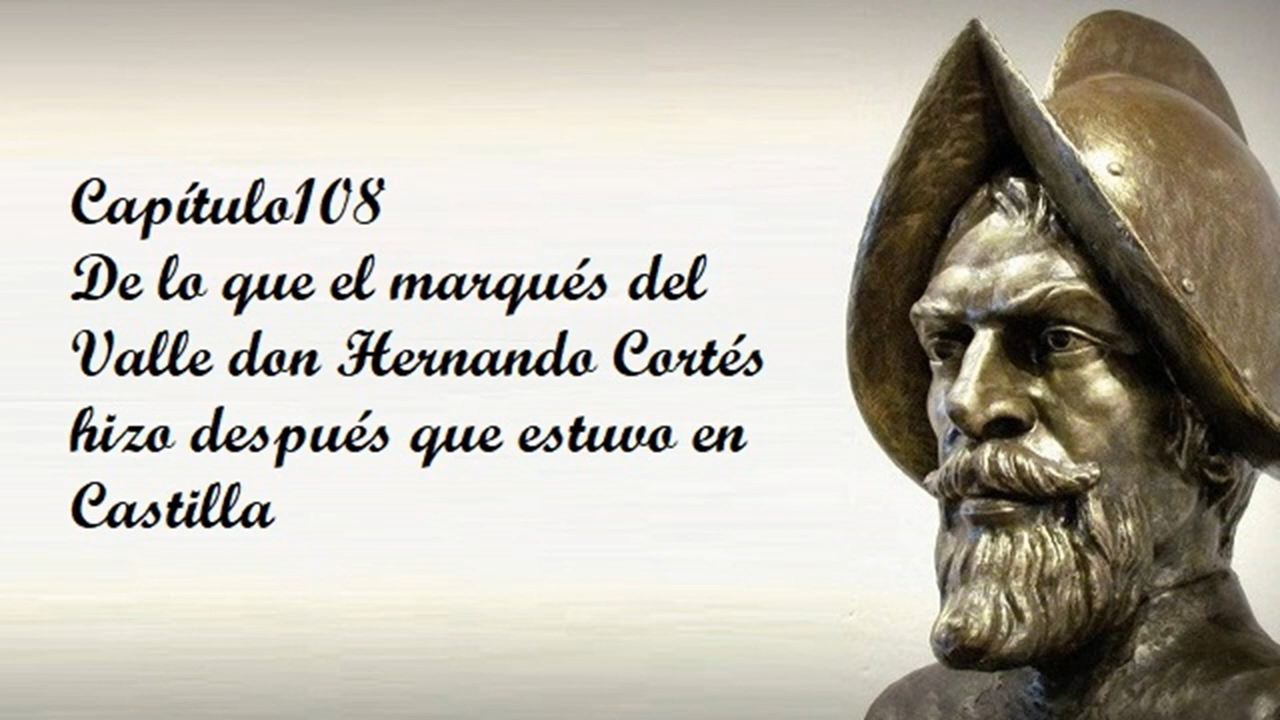 Capítulo108
De lo que el marqués del
Valle don Hernando Cortés
hizo después que estuvo en
Castilla